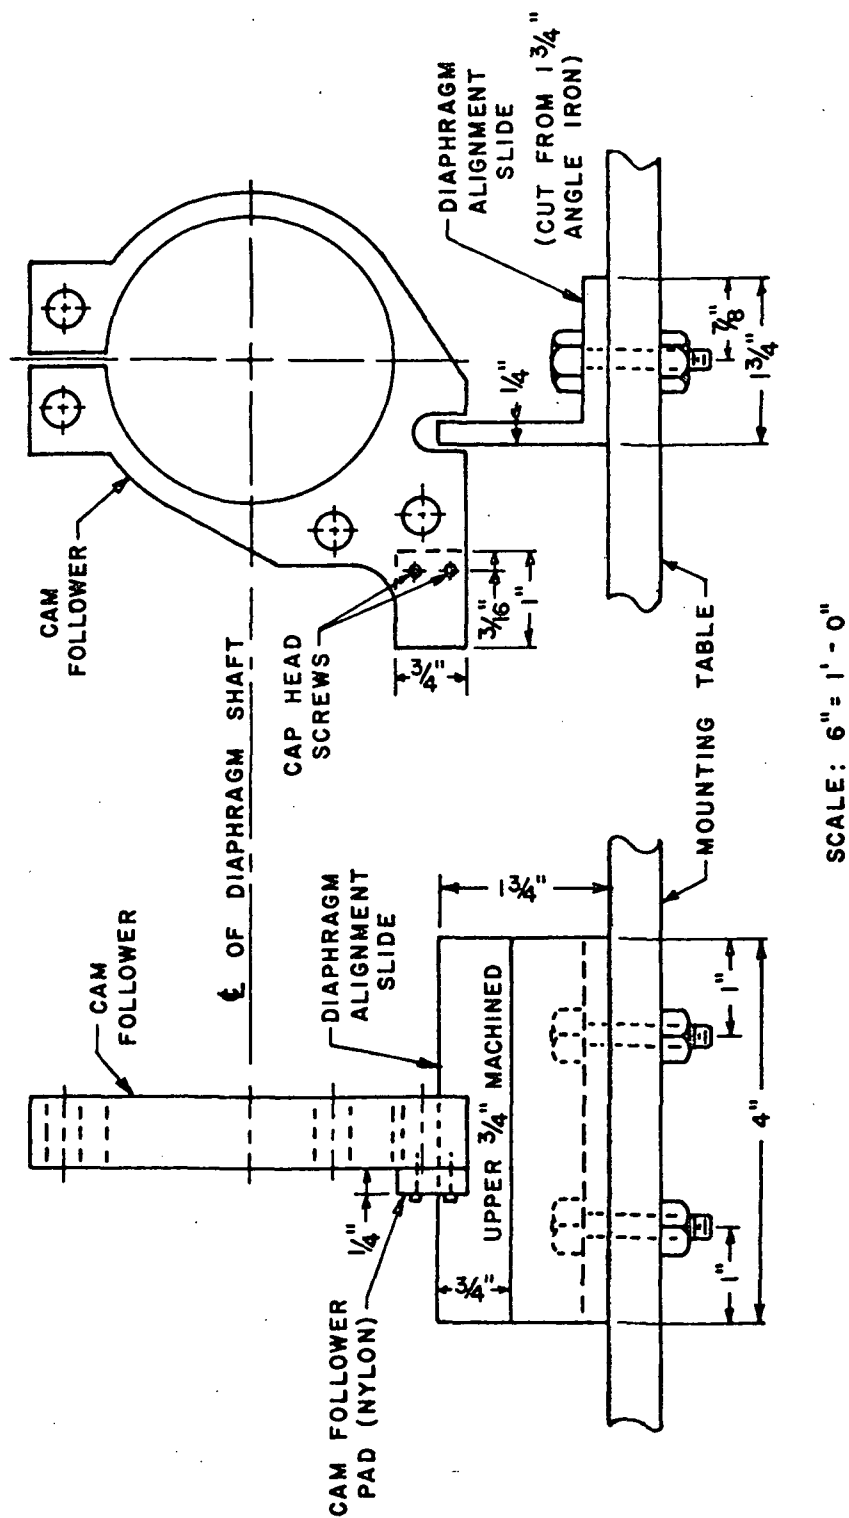 CAM
FOLLOWER
℄ OF DIAPHRAGM SHAFT
CAM
FOLLOWER
CAP HEAD
SCREWS
3/4"
3/16"
1"
1/4"
DIAPHRAGM
ALIGNMENT
SLIDE
(CUT FROM 1 3/4"
ANGLE IRON)
7/8"
1 3/4"
MOUNTING TABLE
CAM FOLLOWER
PAD (NYLON)
1/4"
DIAPHRAGM
ALIGNMENT
SLIDE
UPPER 3/4" MACHINED
3/4"
1 3/4"
1"
1"
4"
SCALE: 6" = 1' - 0"